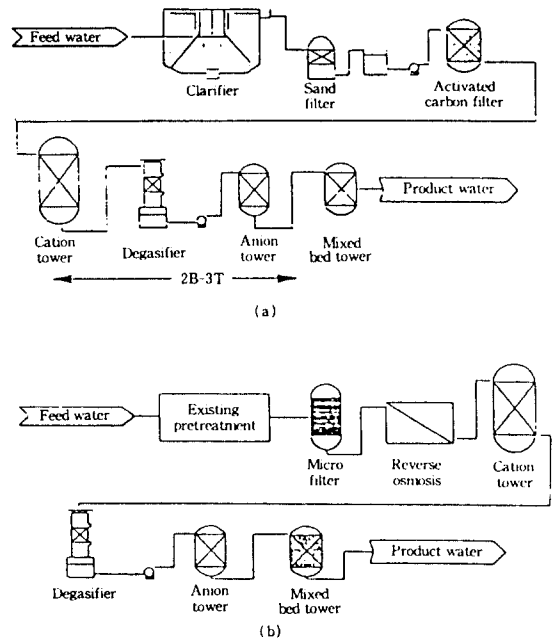 Feed water
Clarifier
Sand
filter
Activated
carbon filter
Cation
tower
Degasifier
Anion
tower
Mixed
bed tower
Product water
2B-3T
(a)
Feed water
Existing
pretreatment
Micro
filter
Reverse
osmosis
Cation
tower
Degasifier
Anion
tower
Mixed
bed tower
Product water
(b)